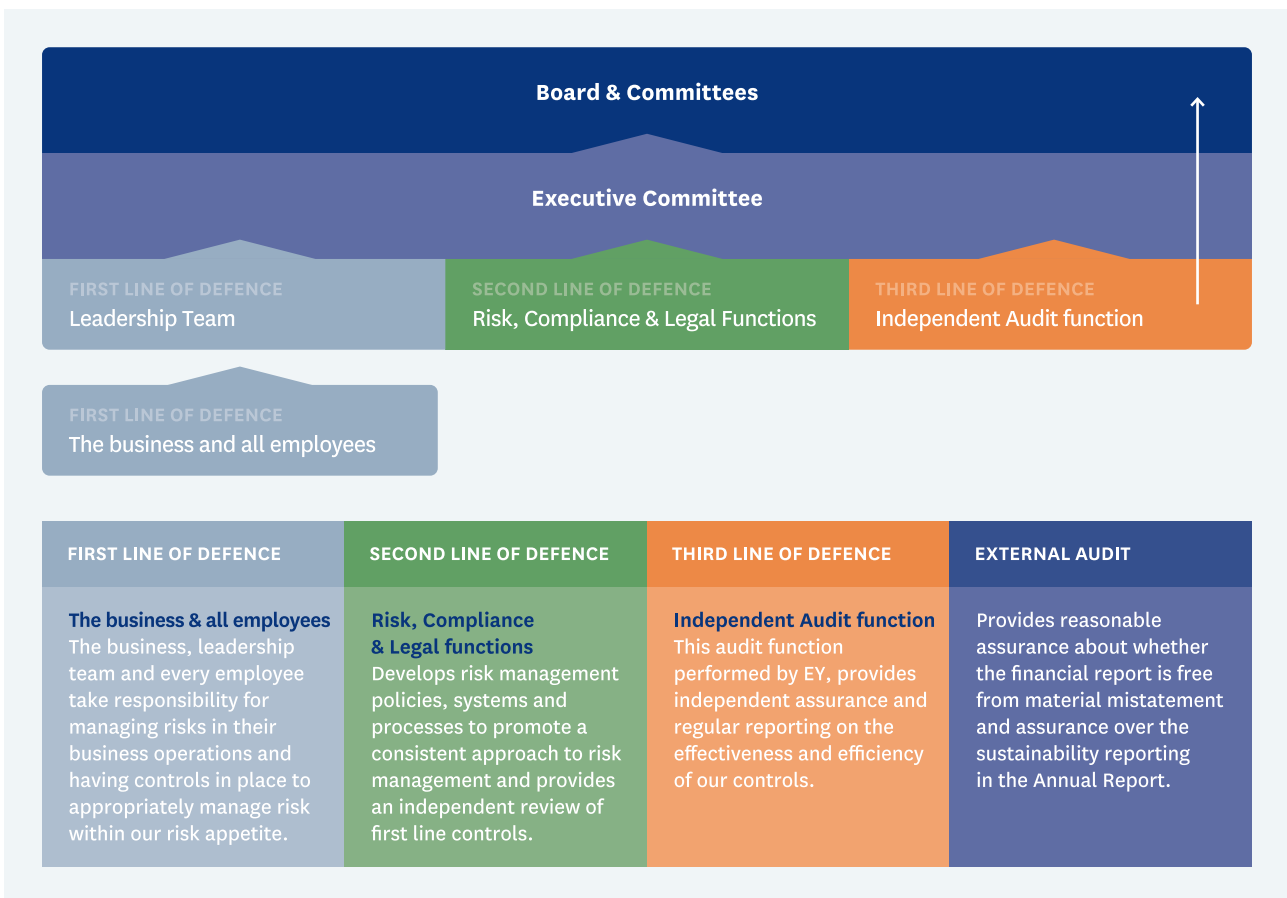 Board & Committees
Executive Committee
FIRST LINE OF DEFENCE
Leadership Team
SECOND LINE OF DEFENCE
Risk, Compliance & Legal Functions
THIRD LINE OF DEFENCE
Independent Audit function
FIRST LINE OF DEFENCE
The business and all employees
FIRST LINE OF DEFENCE
The business & all employees
The business, leadership
team and every employee
take responsibility for
managing risks in their
business operations and
having controls in place to
appropriately manage risk
within our risk appetite.
SECOND LINE OF DEFENCE
Risk, Compliance
& Legal functions
Develops risk management
policies, systems and
processes to promote a
consistent approach to risk
management and provides
an independent review of
first line controls.
THIRD LINE OF DEFENCE
Independent Audit function
This audit function
performed by EY, provides
independent assurance and
regular reporting on the
effectiveness and efficiency
of our controls.
EXTERNAL AUDIT
Provides reasonable
assurance about whether
the financial report is free
from material mistatement
and assurance over the
sustainability reporting
in the Annual Report.